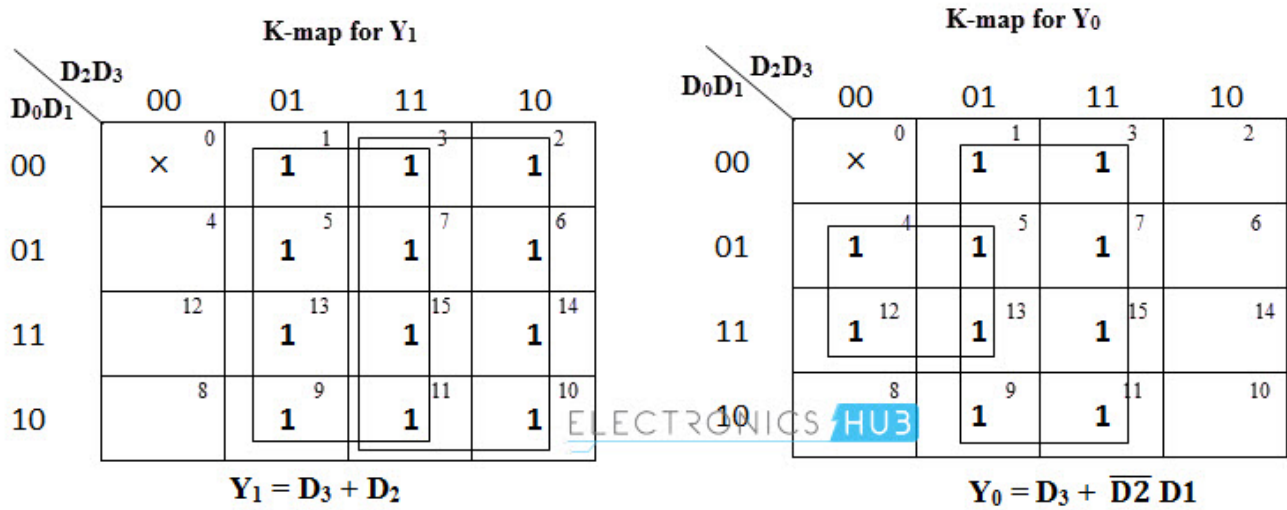 K-map for Y₁
D₂D₃
D₀D₁ 00 01 11 10
00 × 0 1 1 1 3 1 2
01 4 1 5 1 7 1 6
11 12 1 13 1 15 1 14
10 8 1 9 1 11 1 10
Y₁ = D₃ + D₂
K-map for Y₀
D₂D₃
D₀D₁ 00 01 11 10
00 × 0 1 1 1 3 2
01 1 4 1 5 1 7 6
11 1 12 1 13 1 15 14
10 8 1 9 1 11 10
Y₀ = D₃ + D̅2̅ D1
ELECTRONICS HUB